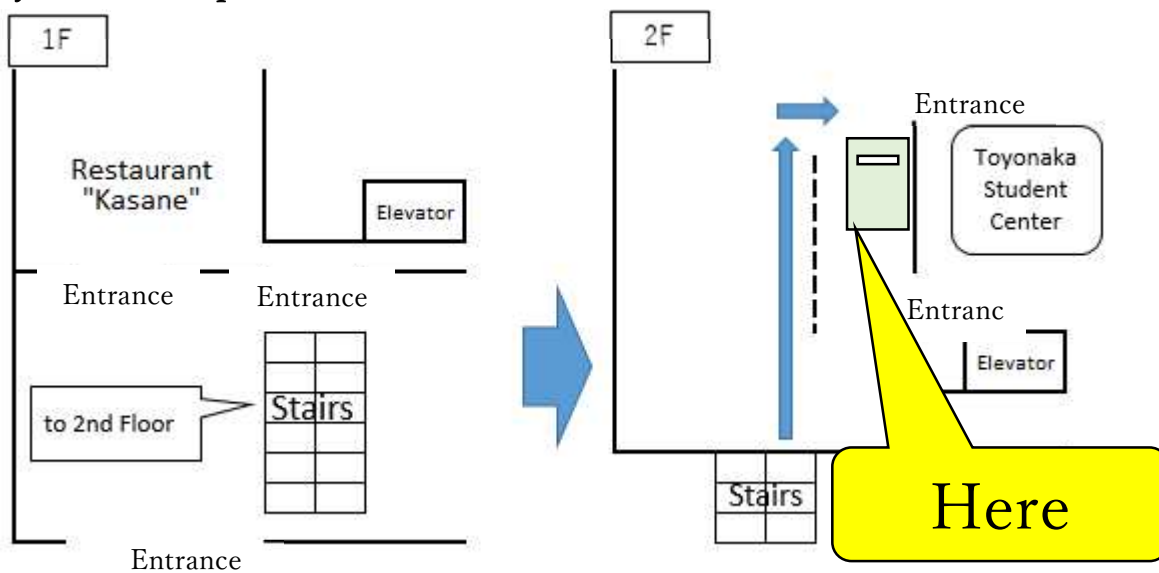 1F
Restaurant
"Kasane"
Elevator
Entrance
Entrance
to 2nd Floor
Stairs
Entrance
2F
Entrance
Toyonaka
Student
Center
Entranc
Elevator
Stairs
Here